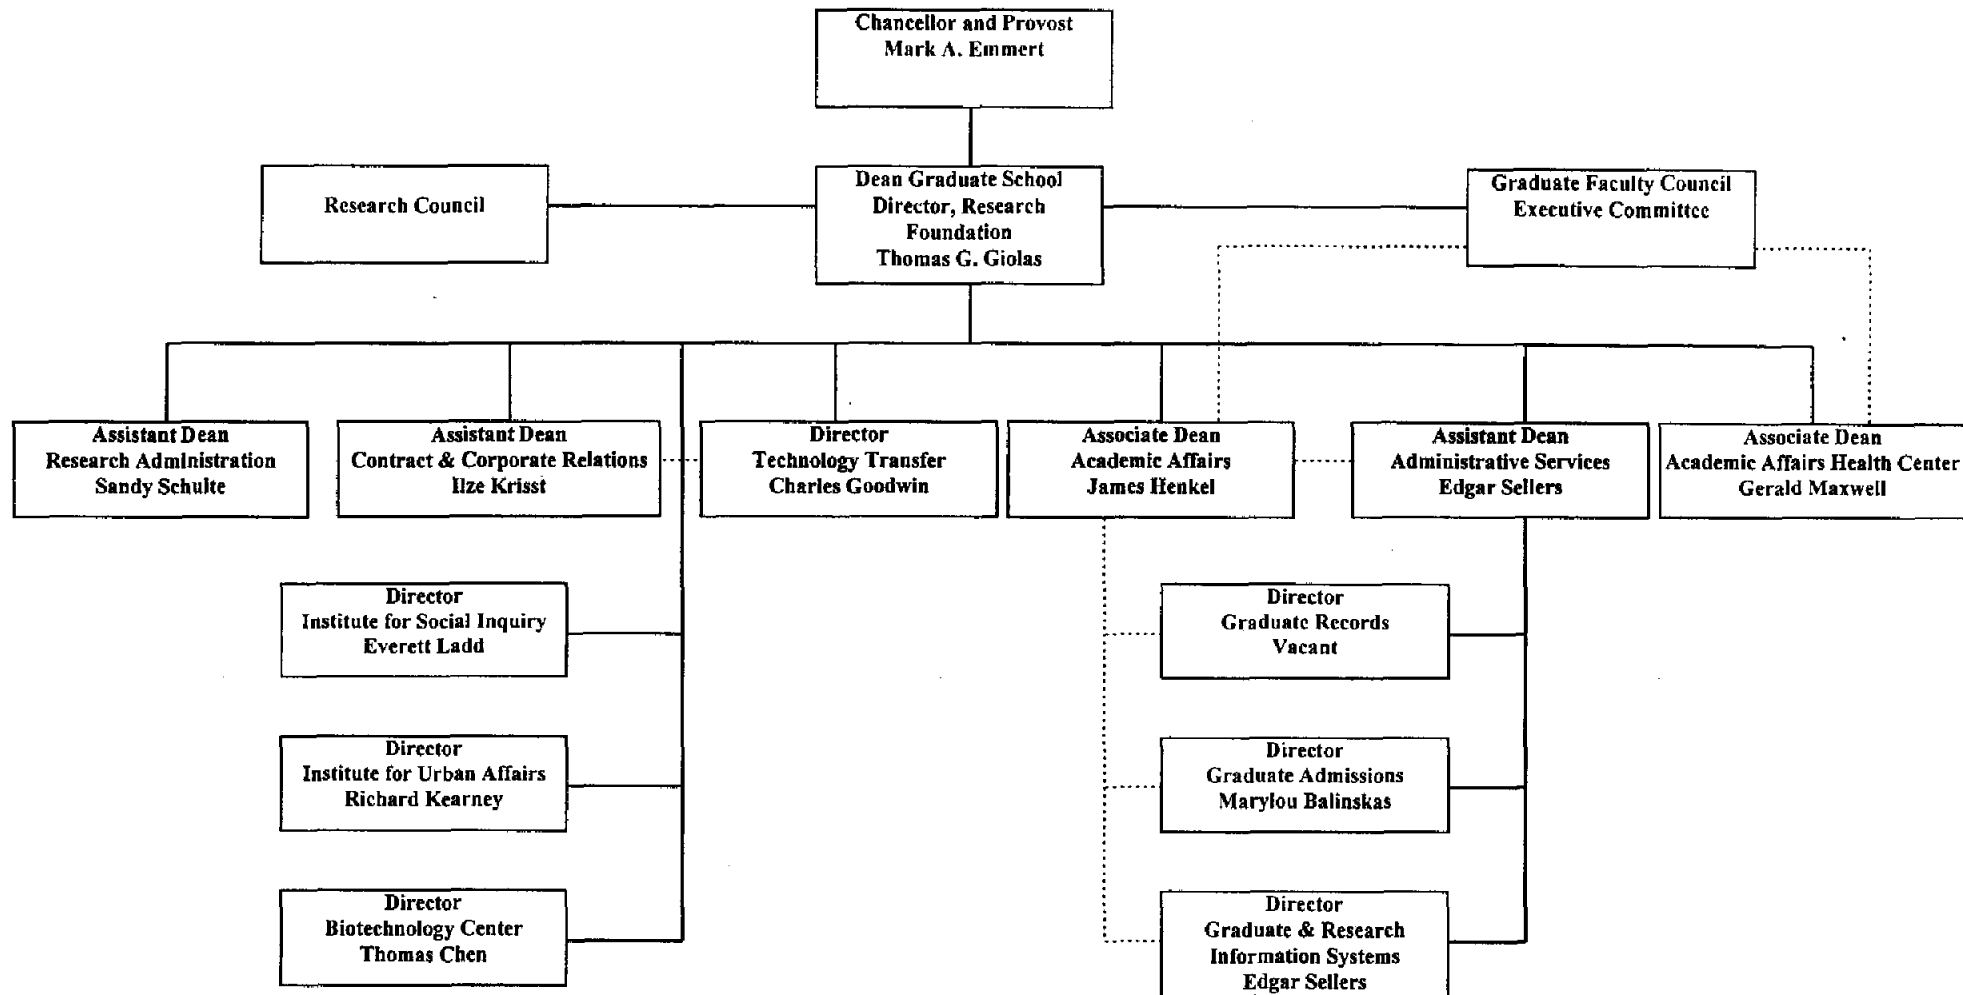 Chancellor and Provost
Mark A. Emmert
Research Council
Dean Graduate School
Director, Research
Foundation
Thomas G. Giolas
Graduate Faculty Council
Executive Committee
Assistant Dean
Research Administration
Sandy Schulte
Assistant Dean
Contract & Corporate Relations
Ilze Krisst
Director
Technology Transfer
Charles Goodwin
Associate Dean
Academic Affairs
James Henkel
Assistant Dean
Administrative Services
Edgar Sellers
Associate Dean
Academic Affairs Health Center
Gerald Maxwell
Director
Institute for Social Inquiry
Everett Ladd
Director
Graduate Records
Vacant
Director
Institute for Urban Affairs
Richard Kearney
Director
Graduate Admissions
Marylou Balinskas
Director
Biotechnology Center
Thomas Chen
Director
Graduate & Research
Information Systems
Edgar Sellers